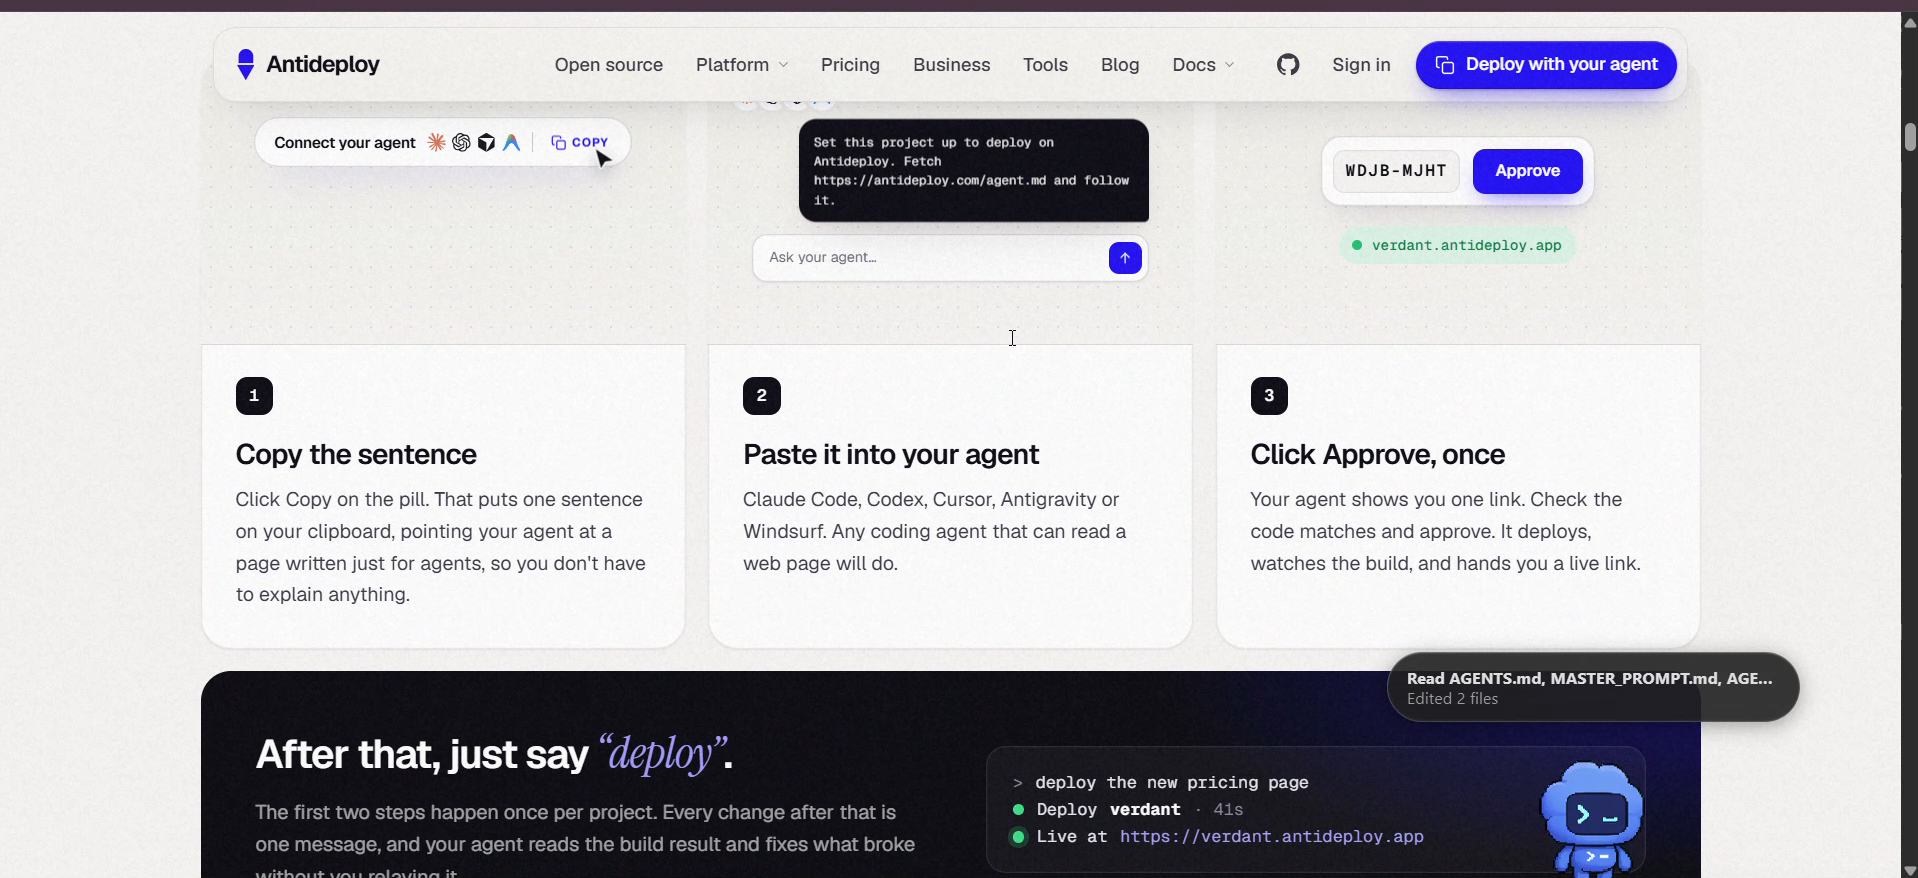 Antideploy
Open source
Platform
Pricing
Business
Tools
Blog
Docs
Sign in
Deploy with your agent
Connect your agent
COPY
Set this project up to deploy on
Antideploy. Fetch
https://antideploy.com/agent.md and follow
it.
Ask your agent…
WDJB-MJHT
Approve
verdant.antideploy.app
1
Copy the sentence
Click Copy on the pill. That puts one sentence
on your clipboard, pointing your agent at a
page written just for agents, so you don't have
to explain anything.
2
Paste it into your agent
Claude Code, Codex, Cursor, Antigravity or
Windsurf. Any coding agent that can read a
web page will do.
3
Click Approve, once
Your agent shows you one link. Check the
code matches and approve. It deploys,
watches the build, and hands you a live link.
Read AGENTS.md, MASTER_PROMPT.md, AGE...
Edited 2 files
After that, just say “deploy”.
The first two steps happen once per project. Every change after that is
one message, and your agent reads the build result and fixes what broke
without you relaying it.
> deploy the new pricing page
Deploy verdant · 41s
Live at https://verdant.antideploy.app